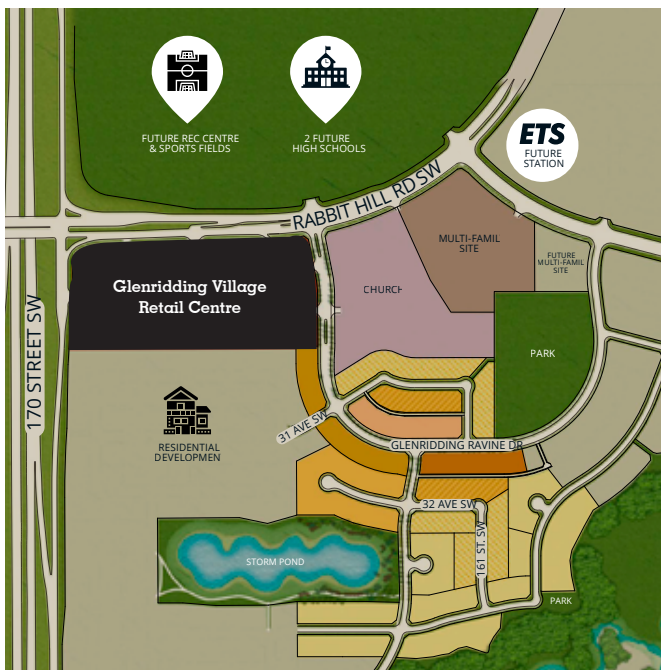 FUTURE REC CENTRE
& SPORTS FIELDS
2 FUTURE
HIGH SCHOOLS
ETS
FUTURE
STATION
RABBIT HILL RD SW
MULTI-FAMIL
SITE
FUTURE
MULTI-FAMIL
SITE
Glenridding Village
Retail Centre
CHURCH
170 STREET SW
PARK
31 AVE SW
RESIDENTIAL
DEVELOPMEN
GLENRIDDING RAVINE DR
32 AVE SW
161 ST. SW
STORM POND
PARK